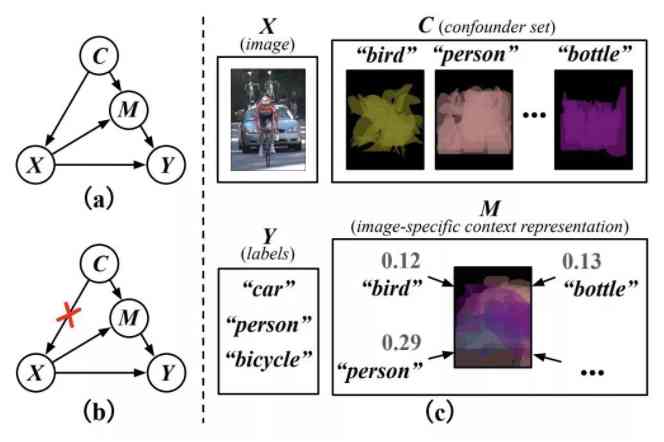 C
M
X
Y
(a)
C
M
X
Y
(b)
X
(image)
C (confounder set)
“bird” “person” “bottle”
...
Y
(labels)
“car”
“person”
“bicycle”
M
(image-specific context representation)
0.12
“bird”
0.13
“bottle”
0.29
“person”
...
(c)